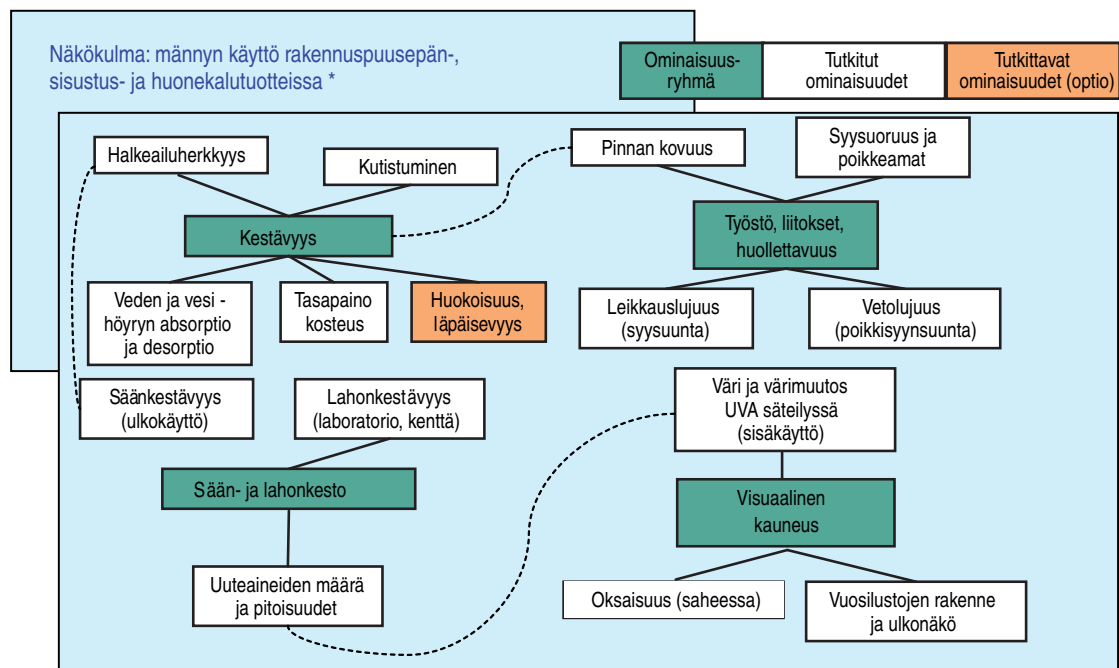 Näkökulma: männyn käyttö rakennuspuusepän-,
sisustus- ja huonekalutuotteissa *
Ominaisuus-
ryhmä
Tutkitut
ominaisuudet
Tutkittavat
ominaisuudet (optio)
Halkeailuherkkyys
Kutistuminen
Kestävyys
Veden ja vesi -
höyryn absorptio
ja desorptio
Tasapaino
kosteus
Huokoisuus,
läpäisevyys
Pinnan kovuus
Syysuoruus ja
poikkeamat
Työstö, liitokset,
huollettavuus
Leikkauslujuus
(syysuunta)
Vetolujuus
(poikkisyynsuunta)
Säänkestävyys
(ulkokäyttö)
Lahonkestävyys
(laboratorio, kenttä)
Sään- ja lahonkesto
Uuteaineiden määrä
ja pitoisuudet
Väri ja värimuutos
UVA säteilyssä
(sisäkäyttö)
Visuaalinen
kauneus
Oksaisuus (saheessa)
Vuosilustojen rakenne
ja ulkonäkö